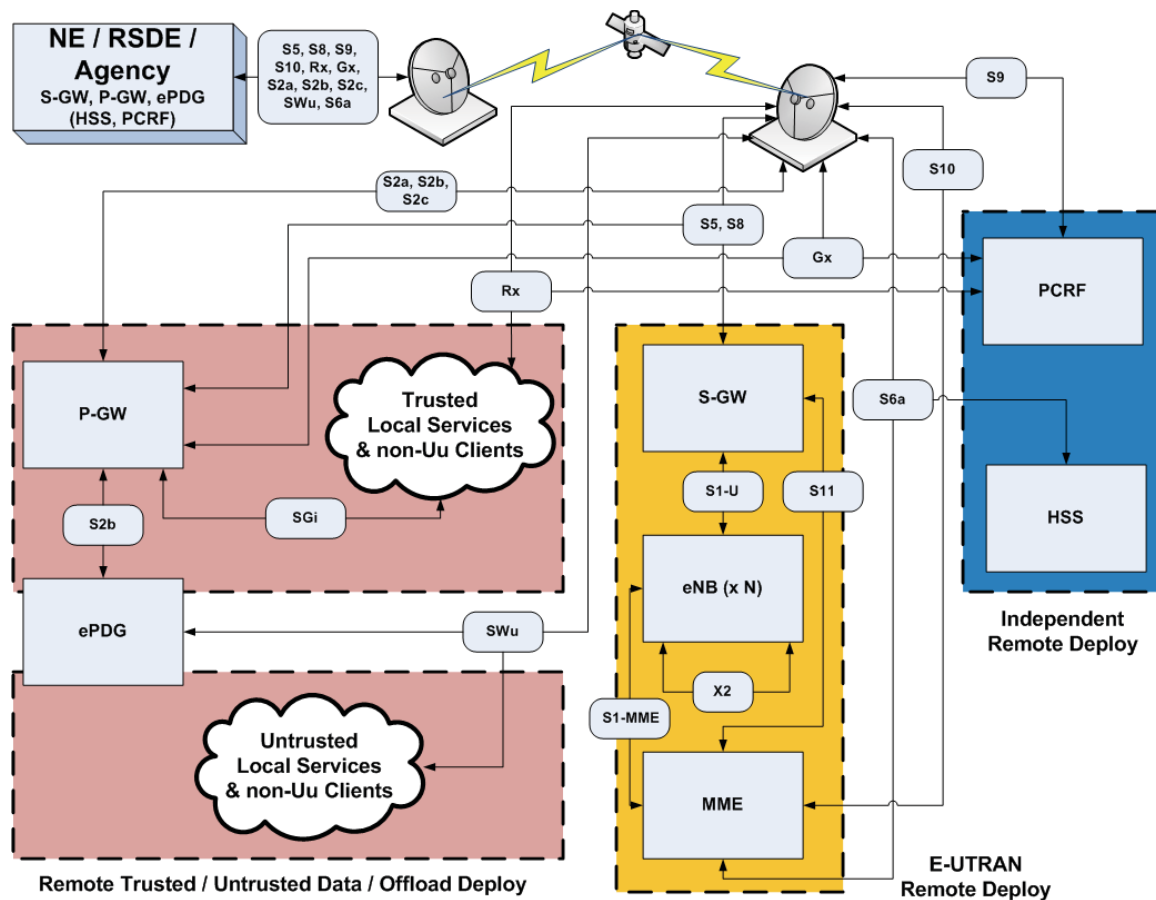 NE / RSDE /
Agency
S-GW, P-GW, ePDG
(HSS, PCRF)
S5, S8, S9,
S10, Rx, Gx,
S2a, S2b, S2c,
SWu, S6a
S9
S10
S2a, S2b,
S2c
S5, S8
Gx
Rx
PCRF
P-GW
Trusted
Local Services
& non-Uu Clients
S-GW
S6a
S2b
SGi
S1-U
S11
HSS
ePDG
eNB (x N)
SWu
Independent
Remote Deploy
X2
S1-MME
Untrusted
Local Services
& non-Uu Clients
MME
Remote Trusted / Untrusted Data / Offload Deploy
E-UTRAN
Remote Deploy